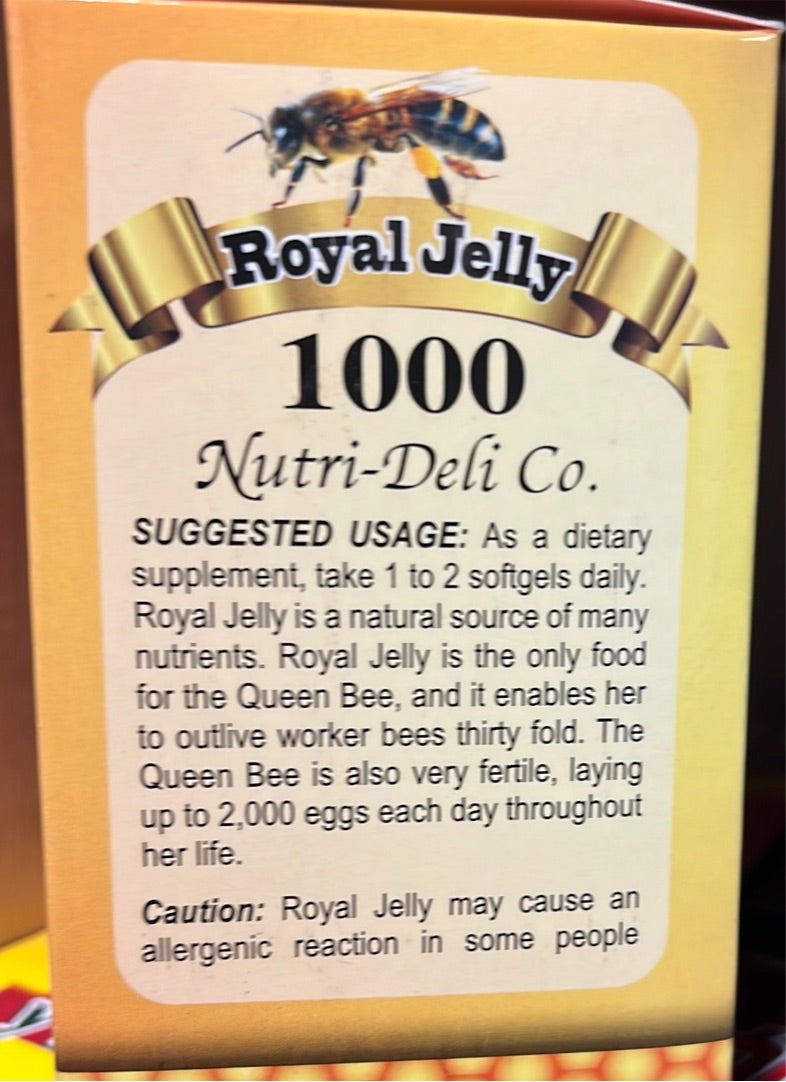 Royal Jelly
1000
Nutri-Deli Co.
SUGGESTED USAGE: As a dietary
supplement, take 1 to 2 softgels daily.
Royal Jelly is a natural source of many
nutrients. Royal Jelly is the only food
for the Queen Bee, and it enables her
to outlive worker bees thirty fold. The
Queen Bee is also very fertile, laying
up to 2,000 eggs each day throughout
her life.
Caution: Royal Jelly may cause an
allergenic reaction in some people